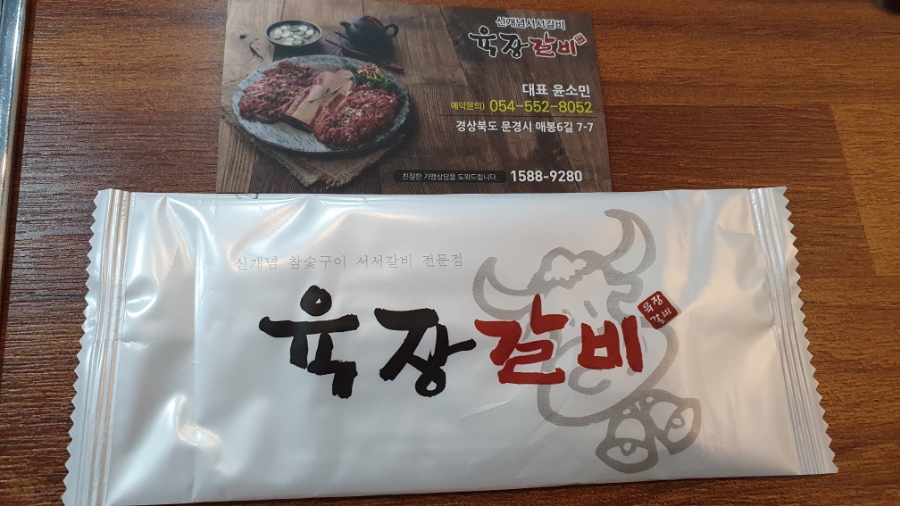 신개념 서서갈비
육장갈비
대표 윤소민
예약문의) 054-552-8052
경상북도 문경시 매봉6길 7-7
친절한 가맹상담을 도와드립니다. 1588-9280
신개념 참숯구이 서서갈비 전문점
육장갈비
육장
갈비